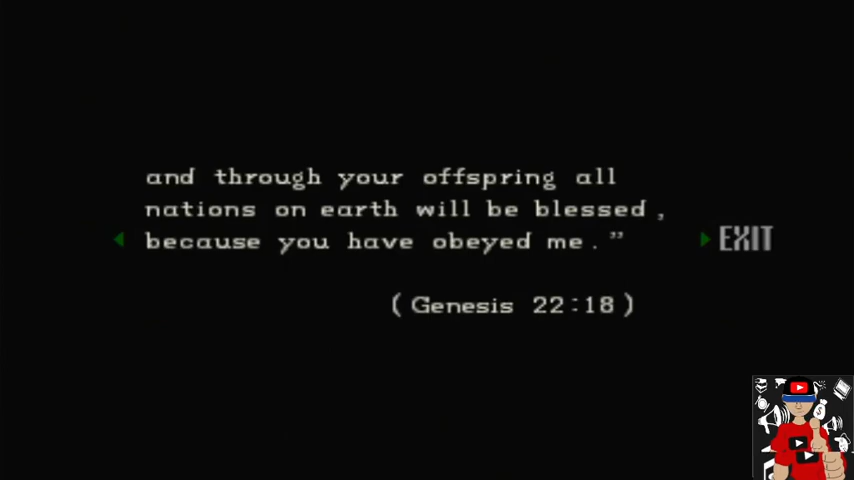 and through your offspring all
nations on earth will be blessed,
because you have obeyed me.”
EXIT
(Genesis 22:18)